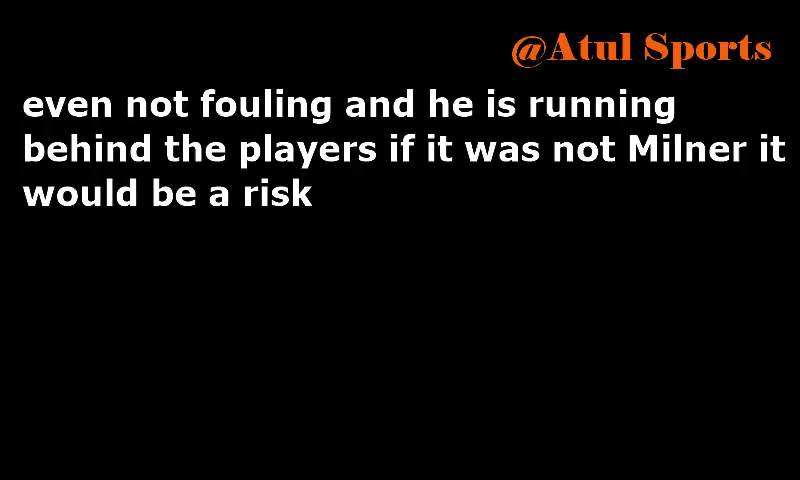 @Atul Sports
even not fouling and he is running
behind the players if it was not Milner it
would be a risk